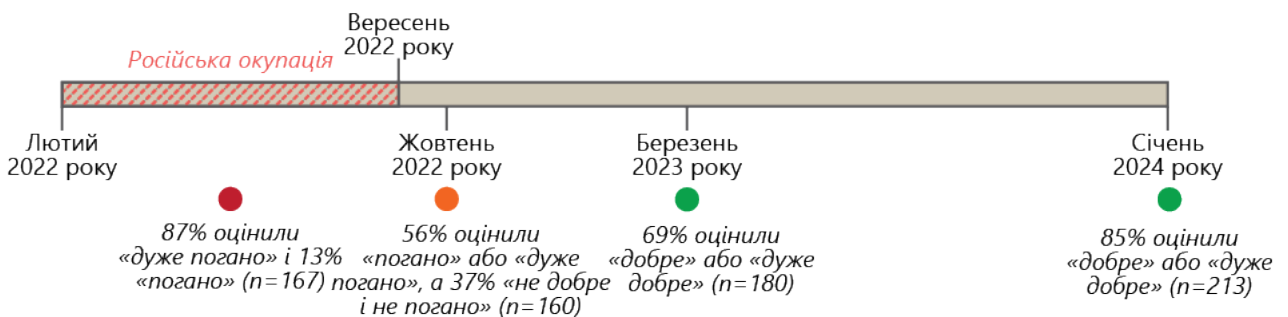 Вересень
2022 року
Російська окупація
Лютий
2022 року
Жовтень
2022 року
Березень
2023 року
Січень
2024 року
87% оцінили
«дуже погано» і 13%
«погано» (n=167)
56% оцінили
«погано» або «дуже
погано», а 37% «не добре
і не погано» (n=160)
69% оцінили
«добре» або «дуже
добре» (n=180)
85% оцінили
«добре» або «дуже
добре» (n=213)